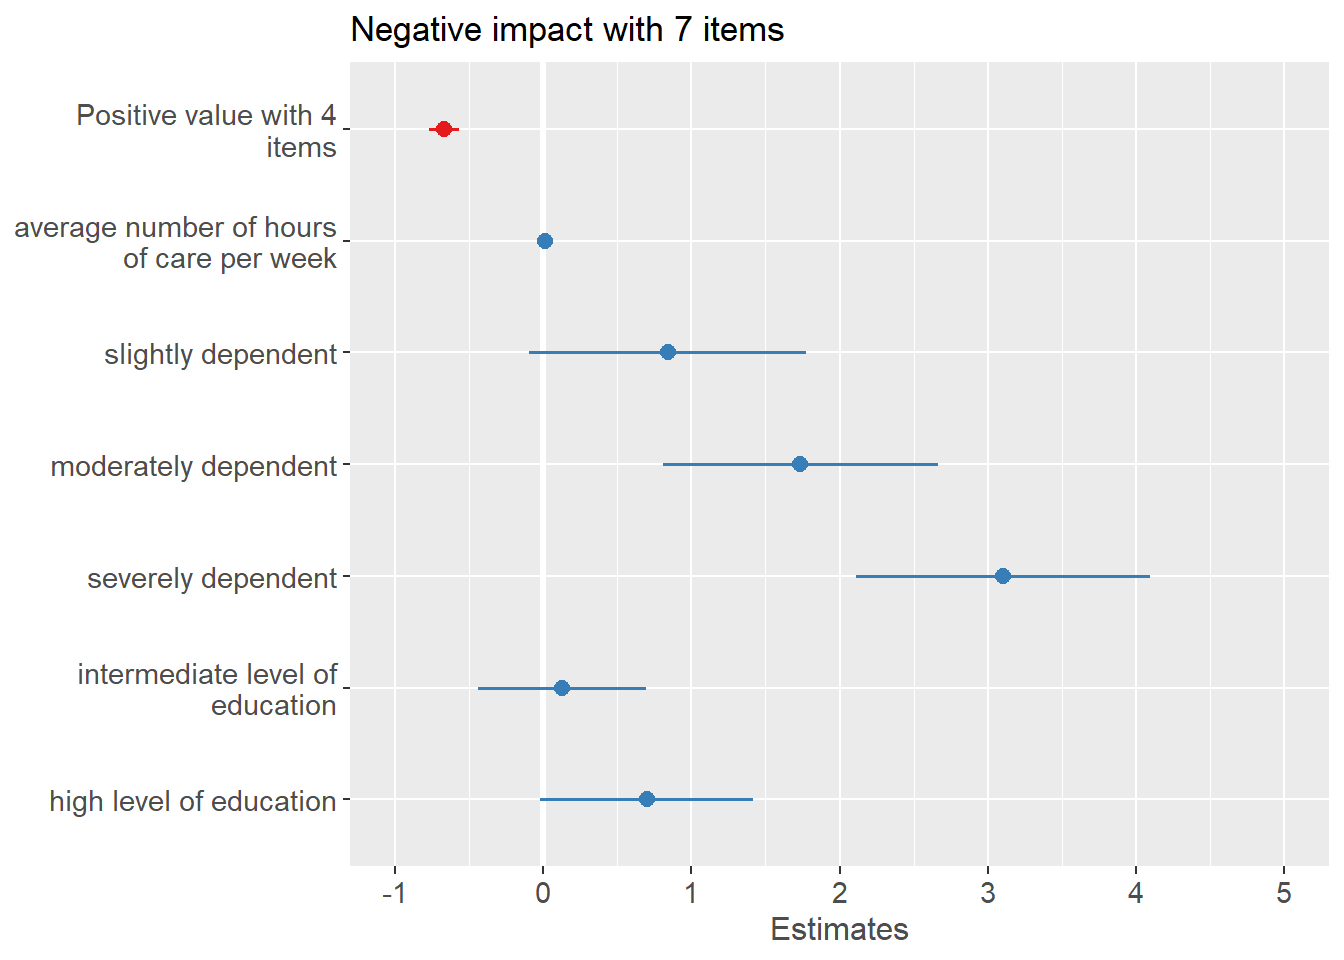 Negative impact with 7 items
Positive value with 4
items
average number of hours
of care per week
slightly dependent
moderately dependent
severely dependent
intermediate level of
education
high level of education
-1 0 1 2 3 4 5
Estimates